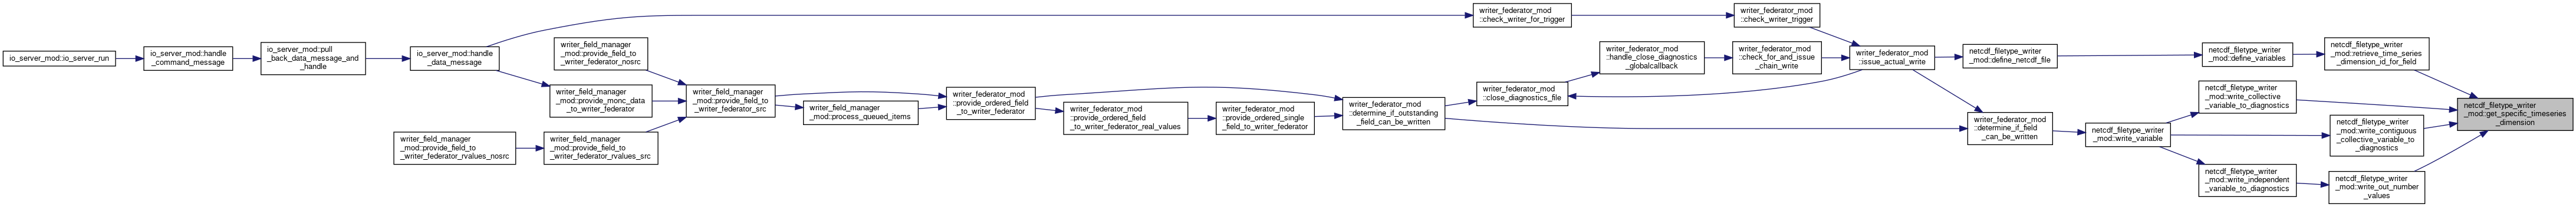 io_server_mod::io_server_run
io_server_mod::handle
_command_message
io_server_mod::pull
_back_data_message_and
_handle
io_server_mod::handle
_data_message
writer_field_manager
_mod::provide_field_to
_writer_federator_nosrc
writer_field_manager
_mod::provide_monc_data
_to_writer_federator
writer_field_manager
_mod::provide_field_to
_writer_federator_rvalues_nosrc
writer_field_manager
_mod::provide_field_to
_writer_federator_rvalues_src
writer_field_manager
_mod::provide_field_to
_writer_federator_src
writer_field_manager
_mod::process_queued_items
writer_federator_mod
::provide_ordered_field
_to_writer_federator
writer_federator_mod
::provide_ordered_field
_to_writer_federator_real_values
writer_federator_mod
::provide_ordered_single
_field_to_writer_federator
writer_federator_mod
::determine_if_outstanding
_field_can_be_written
writer_federator_mod
::check_writer_for_trigger
writer_federator_mod
::close_diagnostics_file
writer_federator_mod
::handle_close_diagnostics
_globalcallback
writer_federator_mod
::check_writer_trigger
writer_federator_mod
::check_for_and_issue
_chain_write
writer_federator_mod
::issue_actual_write
netcdf_filetype_writer
_mod::define_netcdf_file
writer_federator_mod
::determine_if_field
_can_be_written
netcdf_filetype_writer
_mod::write_variable
netcdf_filetype_writer
_mod::define_variables
netcdf_filetype_writer
_mod::write_collective
_variable_to_diagnostics
netcdf_filetype_writer
_mod::write_independent
_variable_to_diagnostics
netcdf_filetype_writer
_mod::retrieve_time_series
_dimension_id_for_field
netcdf_filetype_writer
_mod::write_contiguous
_collective_variable_to
_diagnostics
netcdf_filetype_writer
_mod::write_out_number
_values
netcdf_filetype_writer
_mod::get_specific_timeseries
_dimension